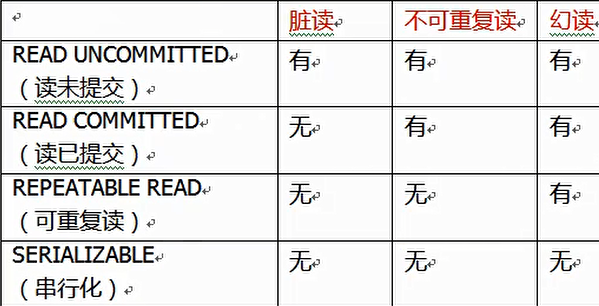 脏读 不可重复读 幻读
READ UNCOMMITTED 有 有 有
（读未提交）
READ COMMITTED 无 有 有
（读已提交）
REPEATABLE READ 无 无 有
（可重复读）
SERIALIZABLE 无 无 无
（串行化）